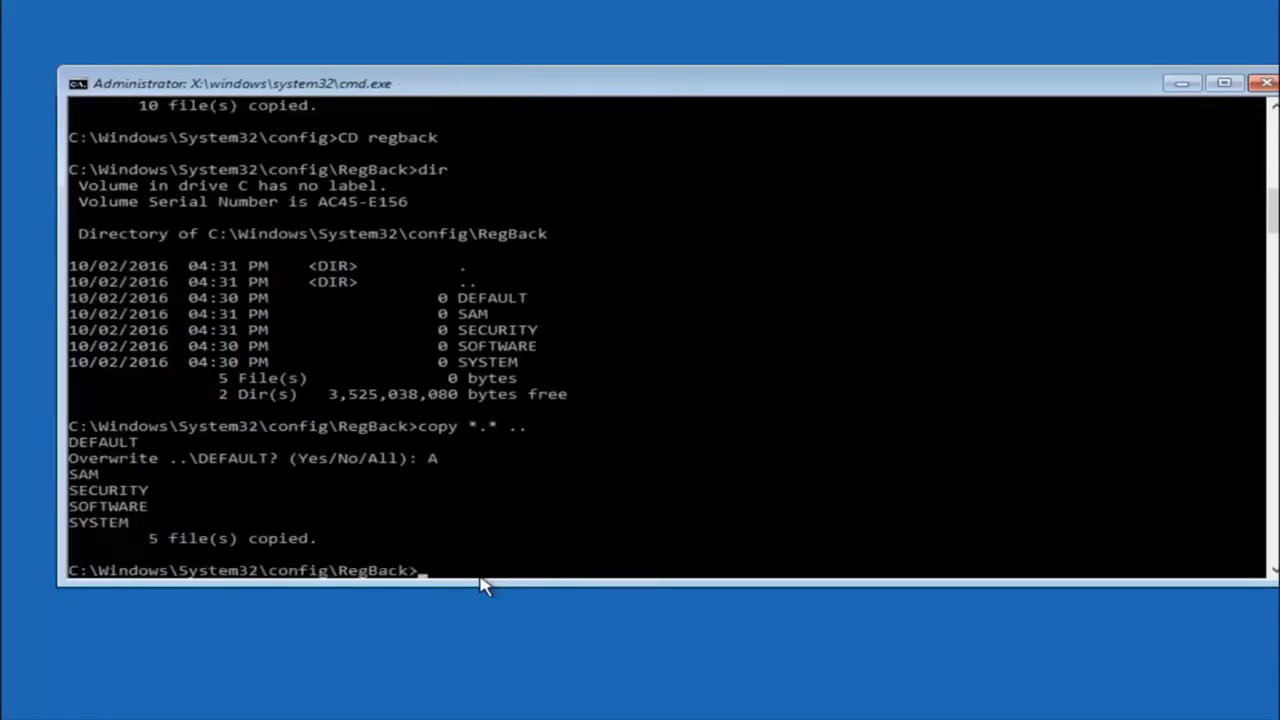 Administrator: X:\windows\system32\cmd.exe
10 file(s) copied.
C:\Windows\System32\config>CD regback
C:\Windows\System32\config\RegBack>dir
Volume in drive C has no label.
Volume Serial Number is AC45-E156
Directory of C:\Windows\System32\config\RegBack
10/02/2016 04:31 PM <DIR> .
10/02/2016 04:31 PM <DIR> ..
10/02/2016 04:30 PM 0 DEFAULT
10/02/2016 04:31 PM 0 SAM
10/02/2016 04:31 PM 0 SECURITY
10/02/2016 04:30 PM 0 SOFTWARE
10/02/2016 04:30 PM 0 SYSTEM
5 File(s) 0 bytes
2 Dir(s) 3,525,038,080 bytes free
C:\Windows\System32\config\RegBack>copy *.* ..
DEFAULT
Overwrite ..\DEFAULT? (Yes/No/All): A
SAM
SECURITY
SOFTWARE
SYSTEM
5 file(s) copied.
C:\Windows\System32\config\RegBack>_